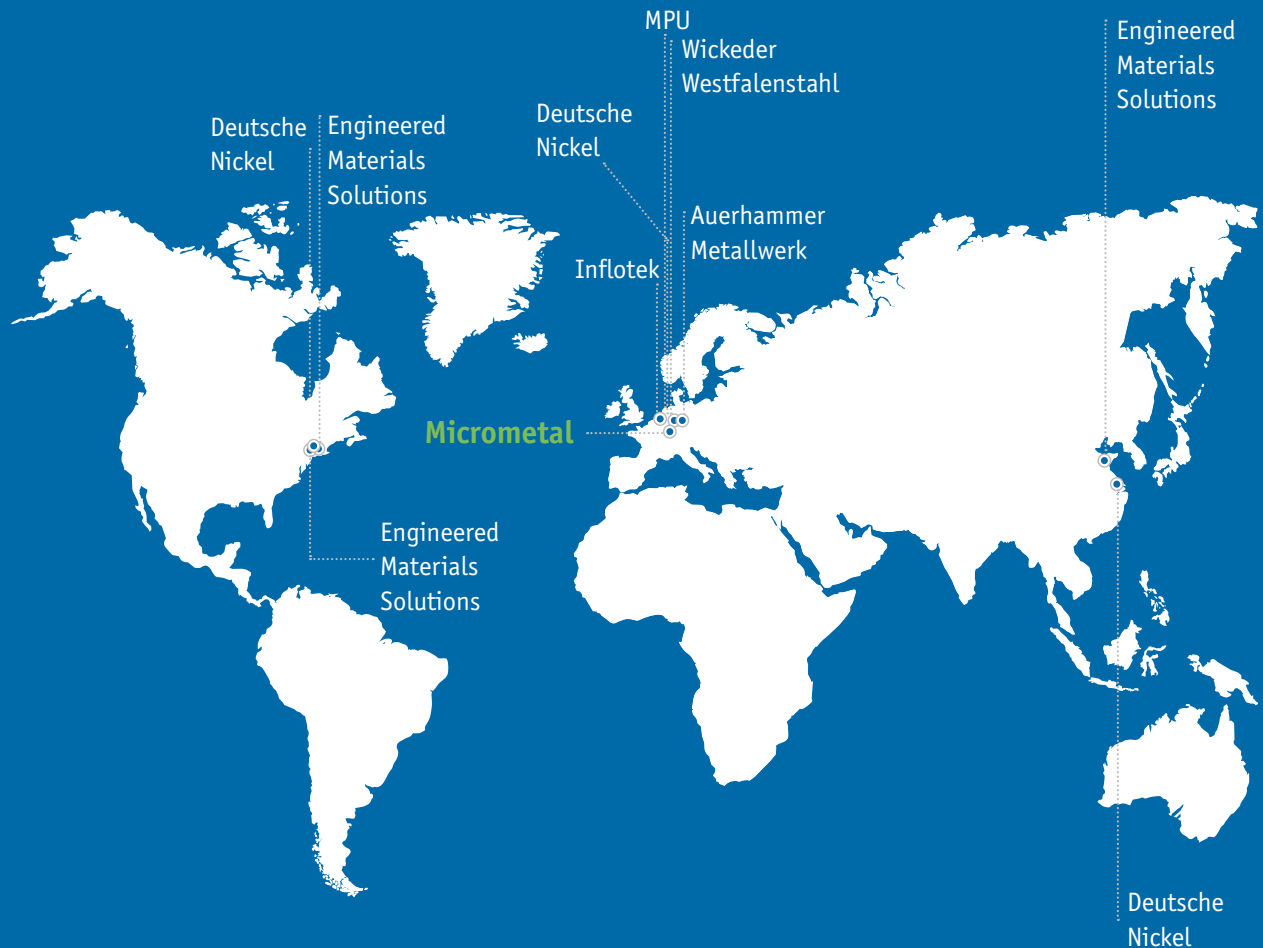 MPU
Wickeder
Westfalenstahl
Engineered
Materials
Solutions
Deutsche
Nickel
Deutsche
Nickel
Engineered
Materials
Solutions
Auerhammer
Metallwerk
Inflotek
Micrometal
Engineered
Materials
Solutions
Deutsche
Nickel